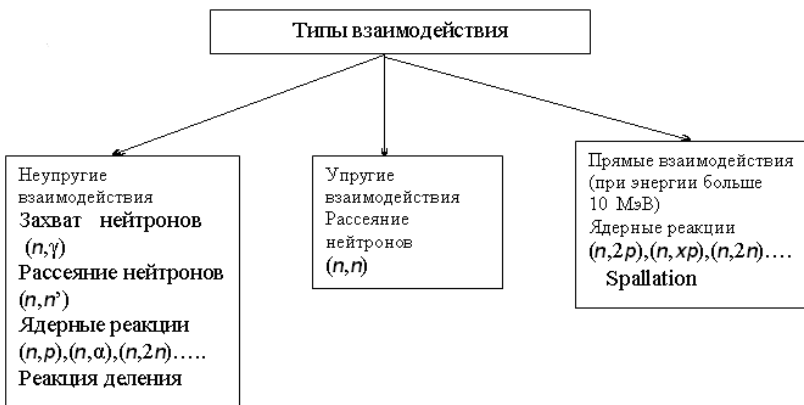 Типы взаимодействия
Неупругие
взаимодействия
Захват нейтронов
(n,γ)
Рассеяние нейтронов
(n,n’)
Ядерные реакции
(n,p),(n,α),(n,2n)…..
Реакция деления
Упругие
взаимодействия
Рассеяние
нейтронов
(n,n)
Прямые взаимодействия
(при энергии больше
10 МэВ)
Ядерные реакции
(n,2p),(n,xp),(n,2n)….
Spallation